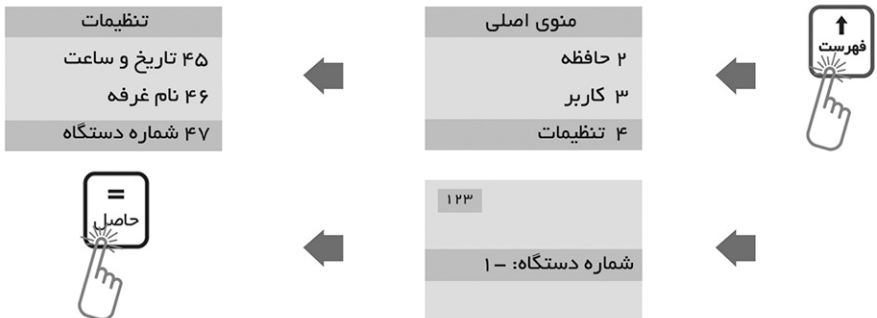 ↑
فهرست
منوی اصلی
۲ حافظه
۳ کاربر
۴ تنظیمات
تنظیمات
۴۵ تاریخ و ساعت
۴۶ نام غرفه
۴۷ شماره دستگاه
۱۲۳
شماره دستگاه: –۱
=
حاصل